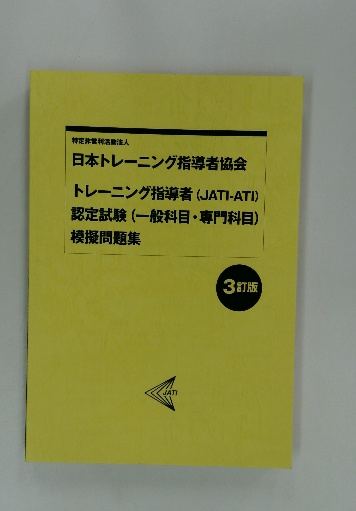 特定非営利活動法人
日本トレーニング指導者協会
トレーニング指導者（JATI-ATI）
認定試験（一般科目・専門科目）
模擬問題集
3訂版
JATI